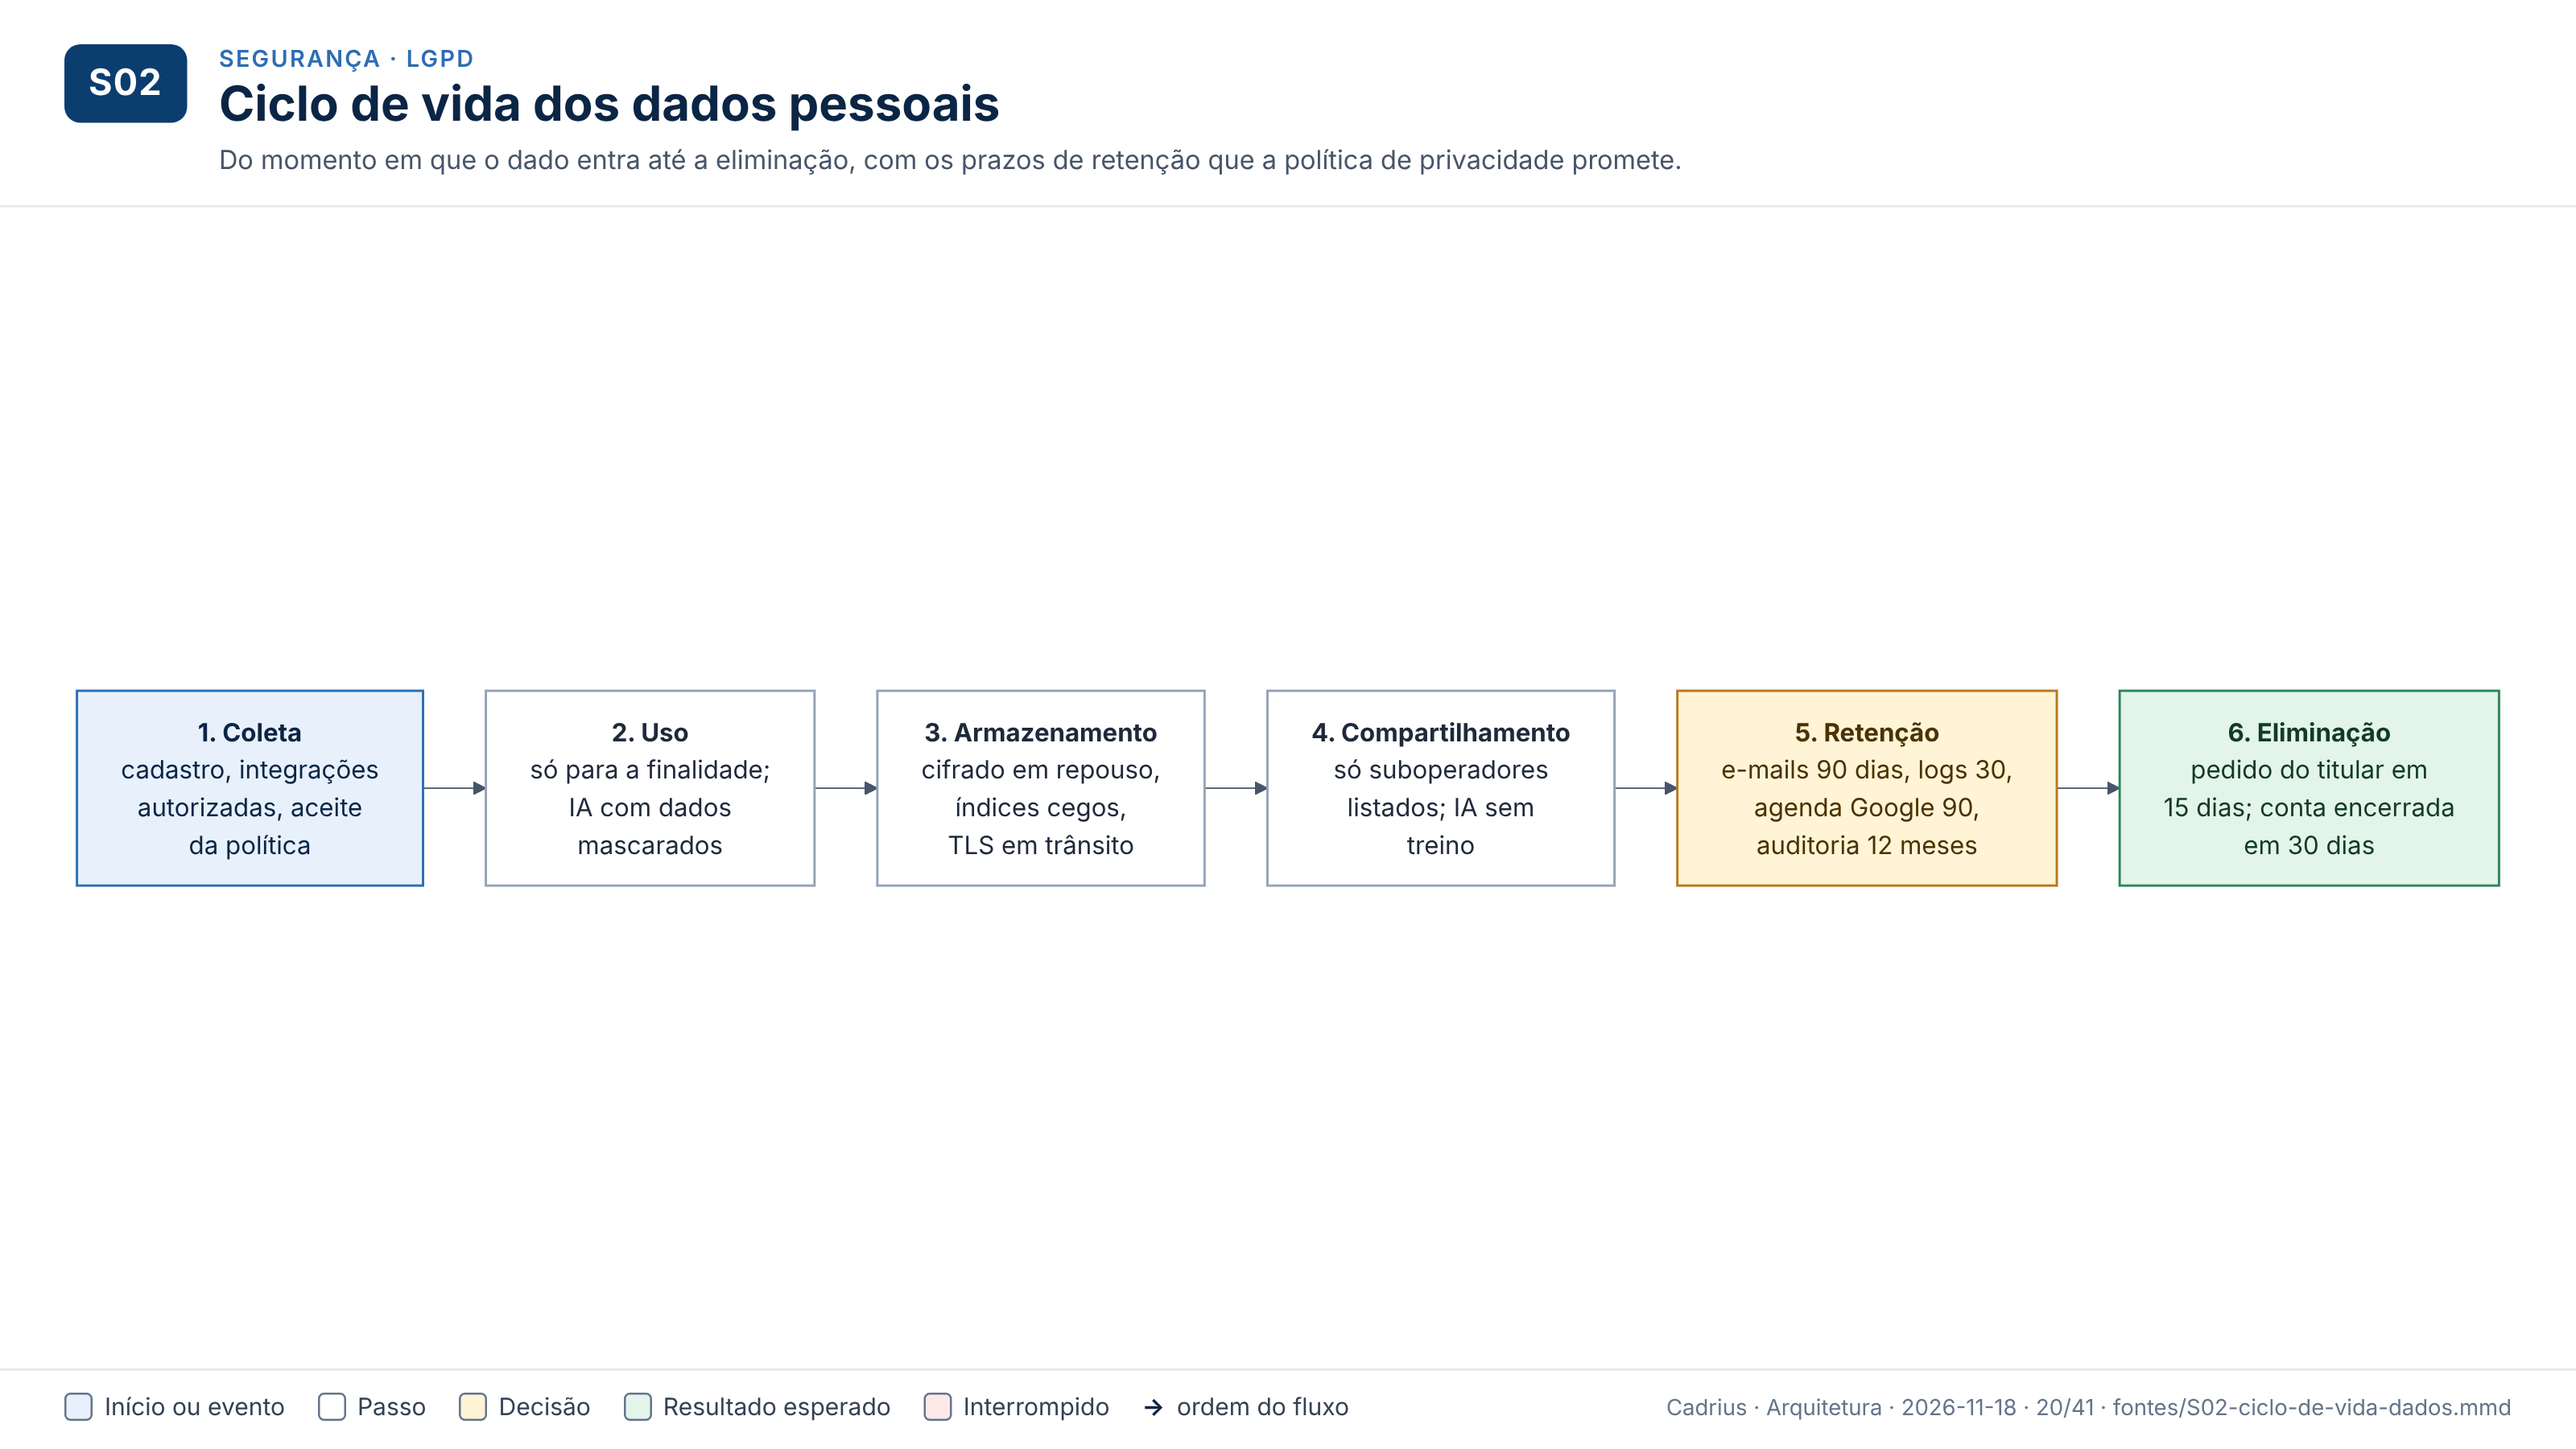 S02
SEGURANÇA · LGPD
Ciclo de vida dos dados pessoais
Do momento em que o dado entra até a eliminação, com os prazos de retenção que a política de privacidade promete.
1. Coleta
cadastro, integrações
autorizadas, aceite
da política
2. Uso
só para a finalidade;
IA com dados
mascarados
3. Armazenamento
cifrado em repouso,
índices cegos,
TLS em trânsito
4. Compartilhamento
só suboperadores
listados; IA sem
treino
5. Retenção
e-mails 90 dias, logs 30,
agenda Google 90,
auditoria 12 meses
6. Eliminação
pedido do titular em
15 dias; conta encerrada
em 30 dias
Início ou evento
Passo
Decisão
Resultado esperado
Interrompido
→ ordem do fluxo
Cadrius · Arquitetura · 2026-11-18 · 20/41 · fontes/S02-ciclo-de-vida-dados.mmd